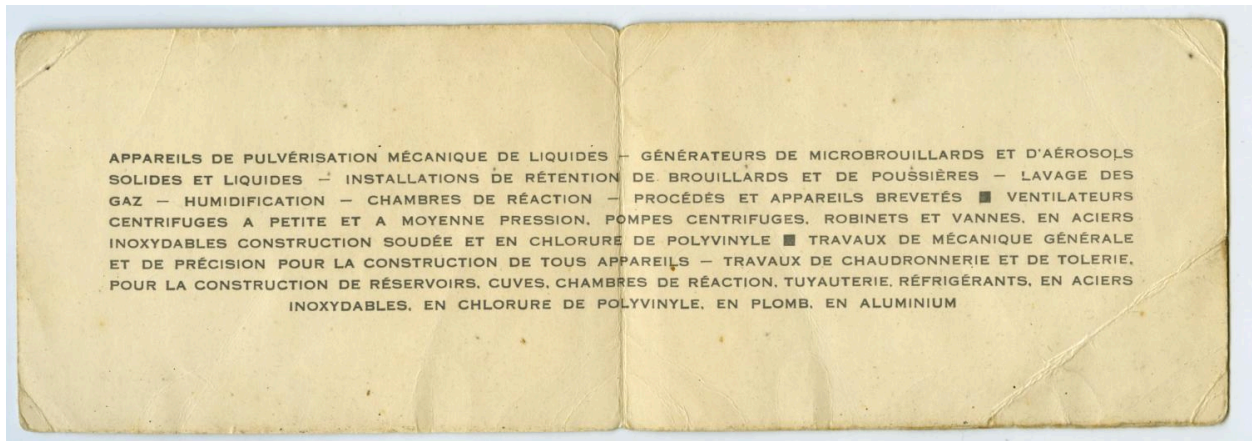 APPAREILS DE PULVÉRISATION MÉCANIQUE DE LIQUIDES – GÉNÉRATEURS DE MICROBROUILLARDS ET D'AÉROSOLS
SOLIDES ET LIQUIDES – INSTALLATIONS DE RÉTENTION DE BROUILLARDS ET DE POUSSIÈRES – LAVAGE DES
GAZ – HUMIDIFICATION – CHAMBRES DE RÉACTION – PROCÉDÉS ET APPAREILS BREVETÉS ■ VENTILATEURS
CENTRIFUGES A PETITE ET A MOYENNE PRESSION, POMPES CENTRIFUGES, ROBINETS ET VANNES, EN ACIERS
INOXYDABLES CONSTRUCTION SOUDÉE ET EN CHLORURE DE POLYVINYLE ■ TRAVAUX DE MÉCANIQUE GÉNÉRALE
ET DE PRÉCISION POUR LA CONSTRUCTION DE TOUS APPAREILS – TRAVAUX DE CHAUDRONNERIE ET DE TOLERIE,
POUR LA CONSTRUCTION DE RÉSERVOIRS, CUVES, CHAMBRES DE RÉACTION, TUYAUTERIE, RÉFRIGÉRANTS, EN ACIERS
INOXYDABLES, EN CHLORURE DE POLYVINYLE, EN PLOMB, EN ALUMINIUM